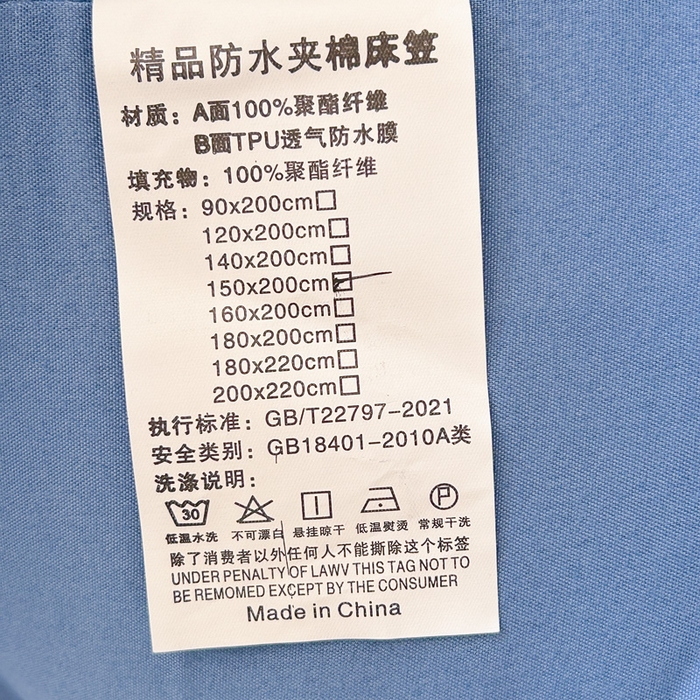 精品防水夹棉床笠
材质：A面100%聚酯纤维
B面TPU透气防水膜
填充物：100%聚酯纤维
规格：90x200cm□
120x200cm□
140x200cm□
150x200cm☑
160x200cm□
180x200cm□
180x220cm□
200x220cm□
执行标准：GB/T22797-2021
安全类别：GB18401-2010A类
洗涤说明：
30 P
低温水洗 不可漂白 悬挂晾干 低温熨烫 常规干洗
除了消费者以外任何人不能撕除这个标签
UNDER PENALTY OF LAWV THIS TAG NOT TO
BE REMOMED EXCEPT BY THE CONSUMER
Made in China